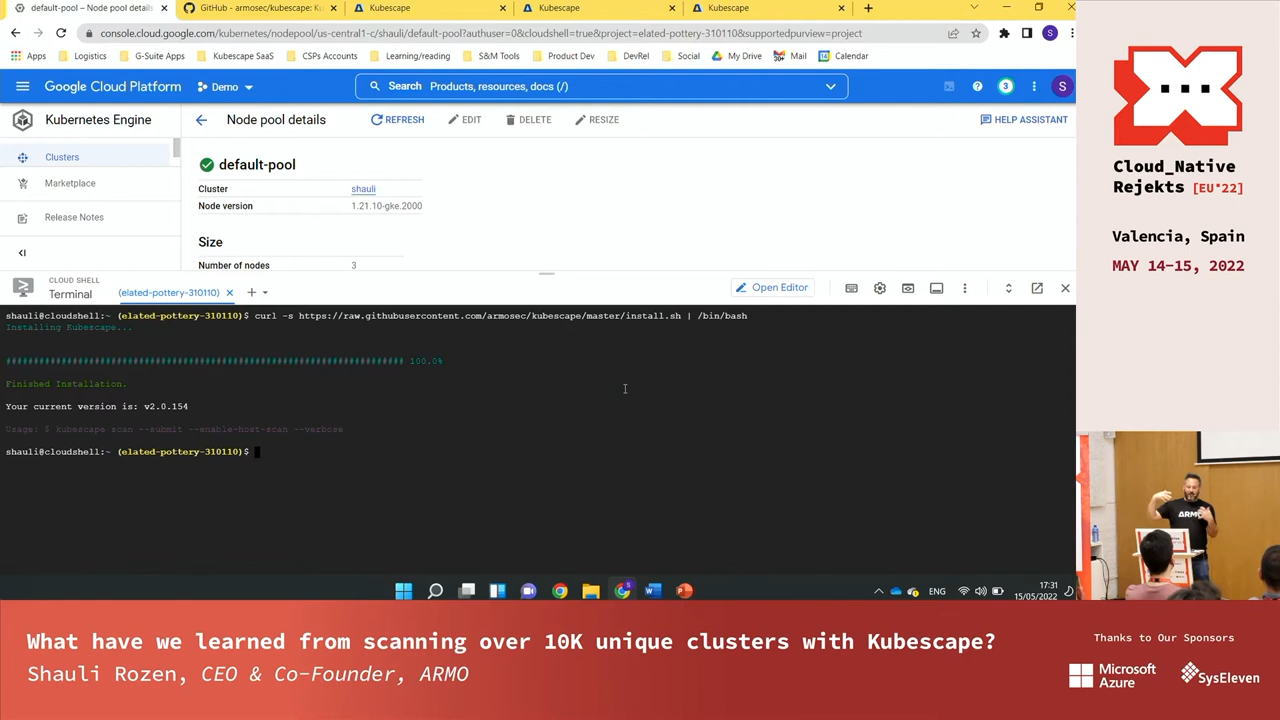 default-pool – Node pool details
GitHub - armosec/kubescape: Ku
Kubescape
Kubescape
Kubescape
console.cloud.google.com/kubernetes/nodepool/us-central1-c/shauli/default-pool?authuser=0&cloudshell=true&project=elated-pottery-310110&supportedpurview=project
S
Apps
Logistics
G-Suite Apps
Kubescape SaaS
CSPs Accounts
Learning/reading
S&M Tools
Product Dev
DevRel
Social
My Drive
Mail
Calendar
Google Cloud Platform
Demo
Search Products, resources, docs (/)
3
S
Kubernetes Engine
Node pool details
REFRESH
EDIT
DELETE
RESIZE
HELP ASSISTANT
Clusters
Marketplace
Release Notes
default-pool
Cluster shauli
Node version 1.21.10-gke.2000
Size
Number of nodes 3
CLOUD SHELL
Terminal
(elated-pottery-310110)
Open Editor
shauli@cloudshell:~ (elated-pottery-310110)$ curl -s https://raw.githubusercontent.com/armosec/kubescape/master/install.sh | /bin/bash
Installing Kubescape...
######################################################################## 100.0%
Finished Installation.
Your current version is: v2.0.154
Usage: $ kubescape scan --submit --enable-host-scan --verbose
shauli@cloudshell:~ (elated-pottery-310110)$
ENG
17:31
15/05/2022
Cloud_Native
Rejekts [EU*22]
Valencia, Spain
MAY 14-15, 2022
ARMO
What have we learned from scanning over 10K unique clusters with Kubescape?
Shauli Rozen, CEO & Co-Founder, ARMO
Thanks to Our Sponsors
Microsoft
Azure
SysEleven